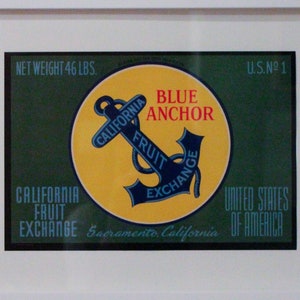 NET WEIGHT 46 LBS.
U.S. Nº 1
BLUE
ANCHOR
CALIFORNIA
FRUIT
EXCHANGE
CALIFORNIA
FRUIT
EXCHANGE
Sacramento, California
UNITED STATES
OF AMERICA